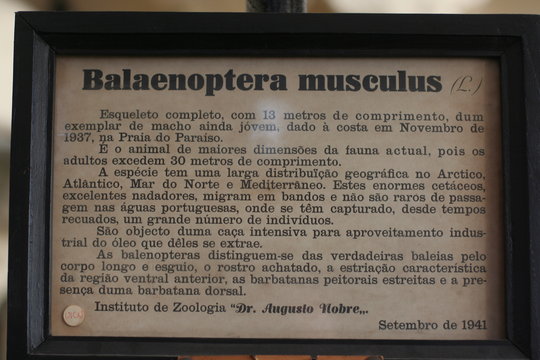 Balaenoptera musculus (L.)
Esqueleto completo, com 13 metros de comprimento, dum
exemplar de macho ainda jóvem, dado à costa em Novembro de
1937, na Praia do Paraiso.
É o animal de maiores dimensões da fauna actual, pois os
adultos excedem 30 metros de comprimento.
A espécie tem uma larga distribuïção geográfica no Arctico,
Atlântico, Mar do Norte e Mediterrâneo. Estes enormes cetáceos,
excelentes nadadores, migram em bandos e não são raros de passa-
gem nas águas portuguesas, onde se têm capturado, desde tempos
recuados, um grande número de indivíduos.
São objecto duma caça intensiva para aproveitamento indus-
trial do óleo que dêles se extrae.
As balenopteras distinguem-se das verdadeiras baleias pelo
corpo longo e esguio, o rostro achatado, a estriação característica
da região ventral anterior, as barbatanas peitorais estreitas e a pre-
sença duma barbatana dorsal.
Instituto de Zoologia "Dr. Augusto Nobre„.
Setembro de 1941